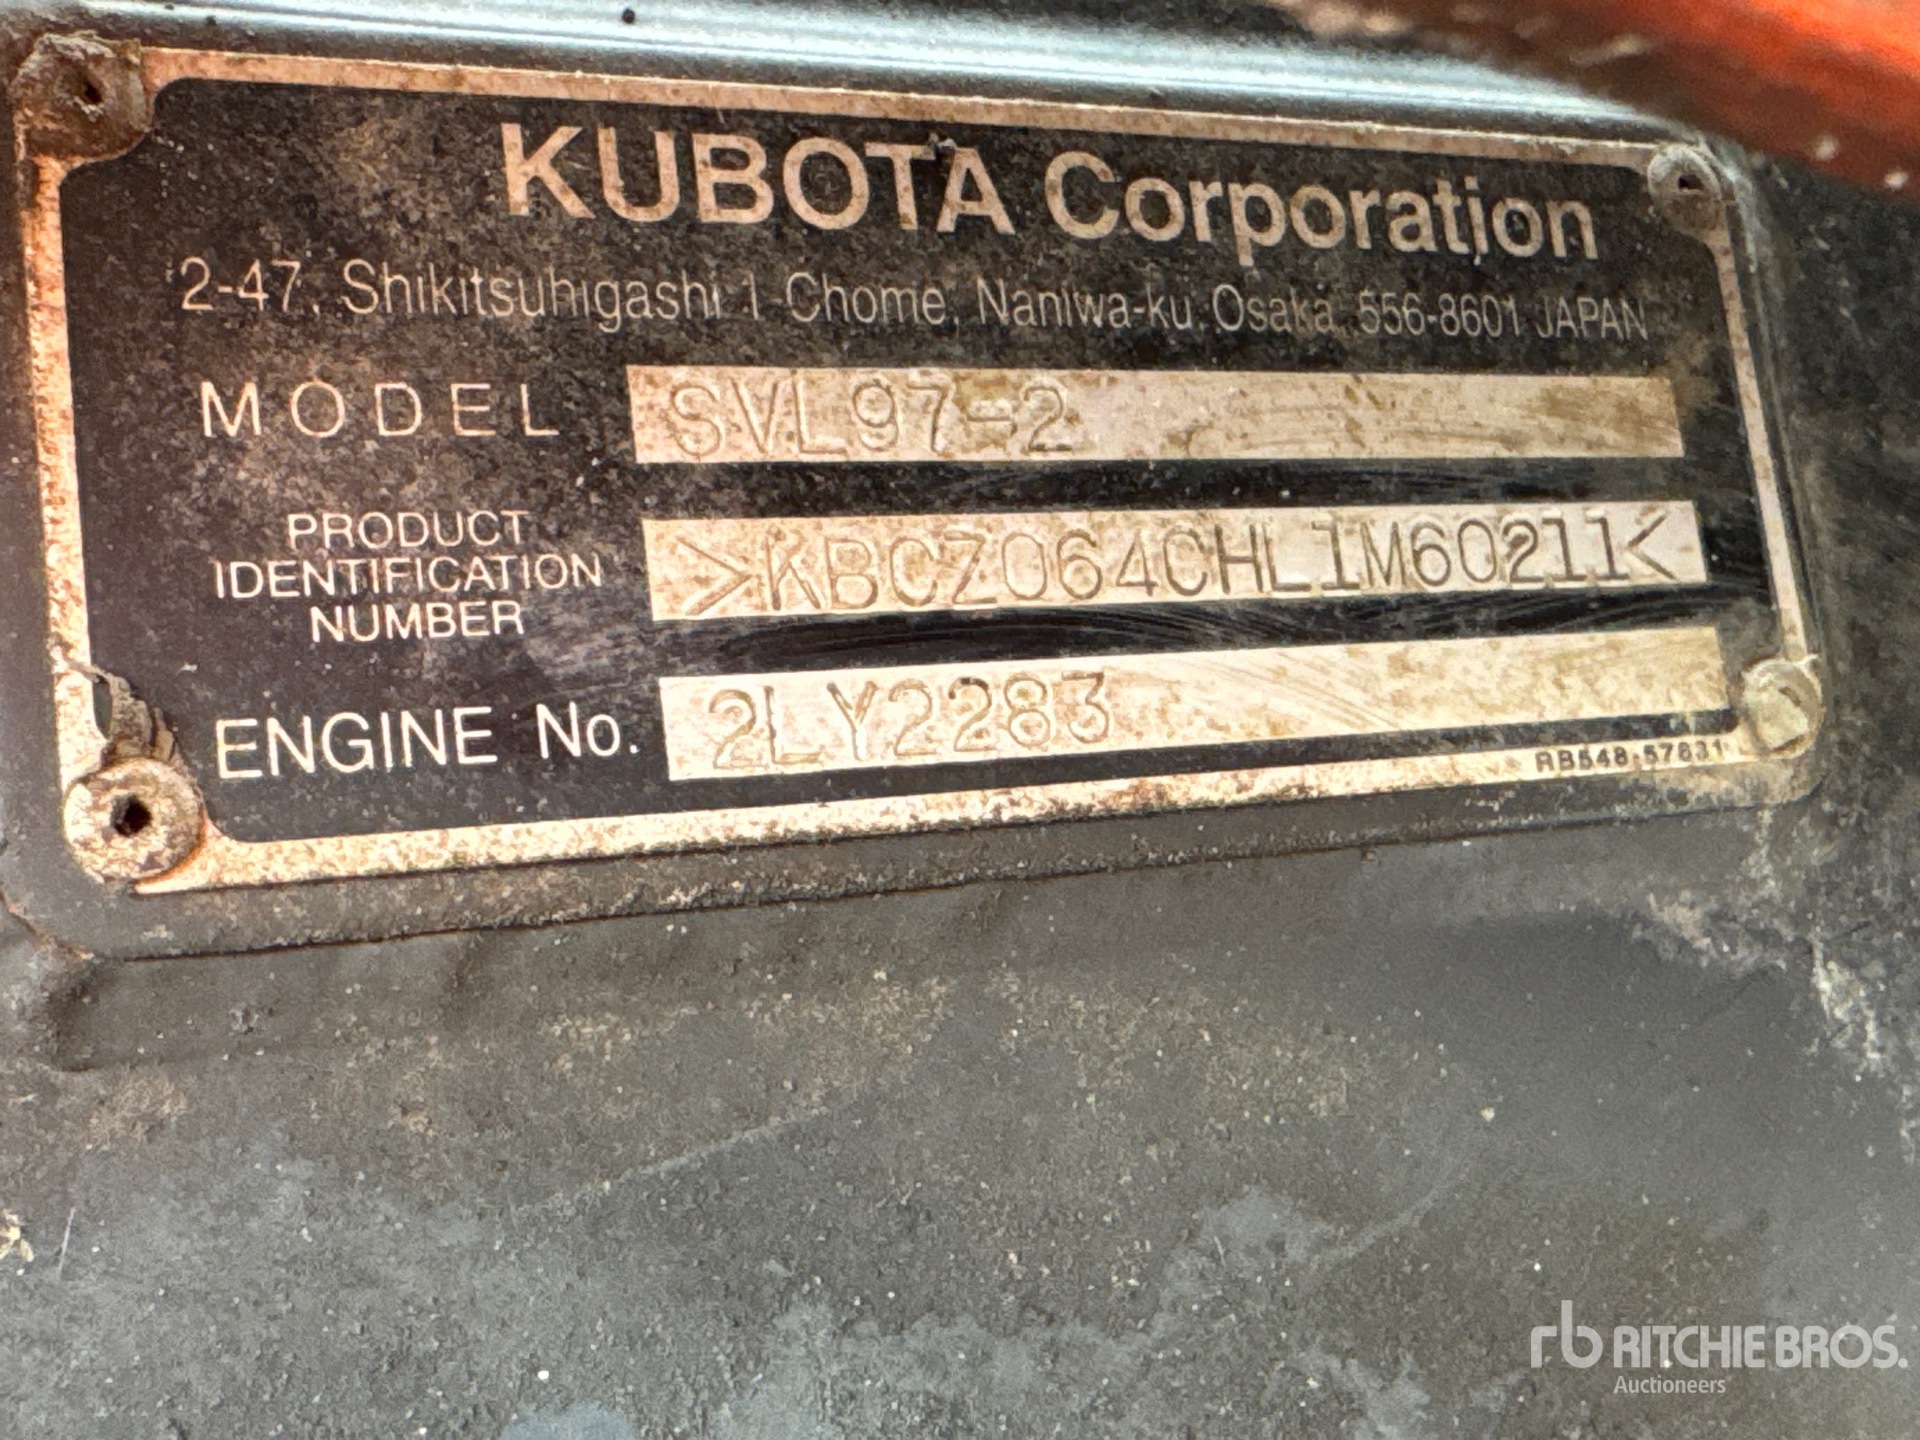 KUBOTA Corporation
2-47, Shikitsuhigashi 1-Chome, Naniwa-ku, Osaka, 556-8601 JAPAN
MODEL SVL97-2
PRODUCT
IDENTIFICATION
NUMBER
>KBCZ064CHL1M60211<
ENGINE No. 2LY2283
RB548-57831
rb RITCHIE BROS.
Auctioneers